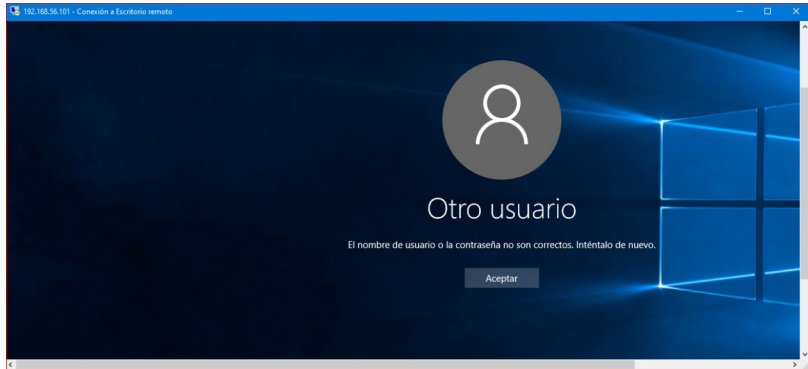 192.168.56.101 - Conexión a Escritorio remoto
Otro usuario
El nombre de usuario o la contraseña no son correctos. Inténtalo de nuevo.
Aceptar